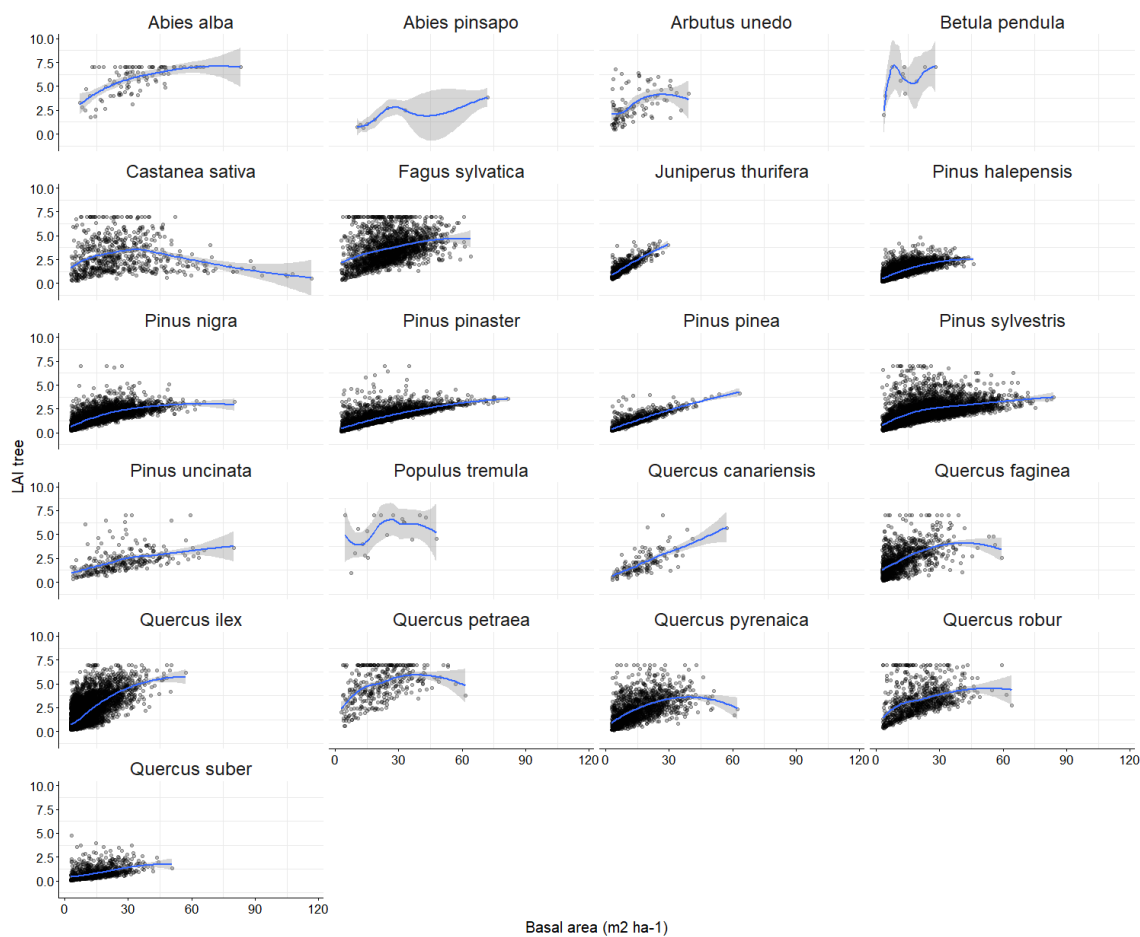 Abies alba
Abies pinsapo
Arbutus unedo
Betula pendula
10.0
7.5
5.0
2.5
0.0
Castanea sativa
Fagus sylvatica
Juniperus thurifera
Pinus halepensis
10.0
7.5
5.0
2.5
0.0
Pinus nigra
Pinus pinaster
Pinus pinea
Pinus sylvestris
10.0
7.5
5.0
2.5
0.0
LAI tree
Pinus uncinata
Populus tremula
Quercus canariensis
Quercus faginea
10.0
7.5
5.0
2.5
0.0
Quercus ilex
Quercus petraea
Quercus pyrenaica
Quercus robur
10.0
7.5
5.0
2.5
0.0
0 30 60 90 120
0 30 60 90 120
0 30 60 90 120
Quercus suber
10.0
7.5
5.0
2.5
0.0
0 30 60 90 120
Basal area (m2 ha-1)